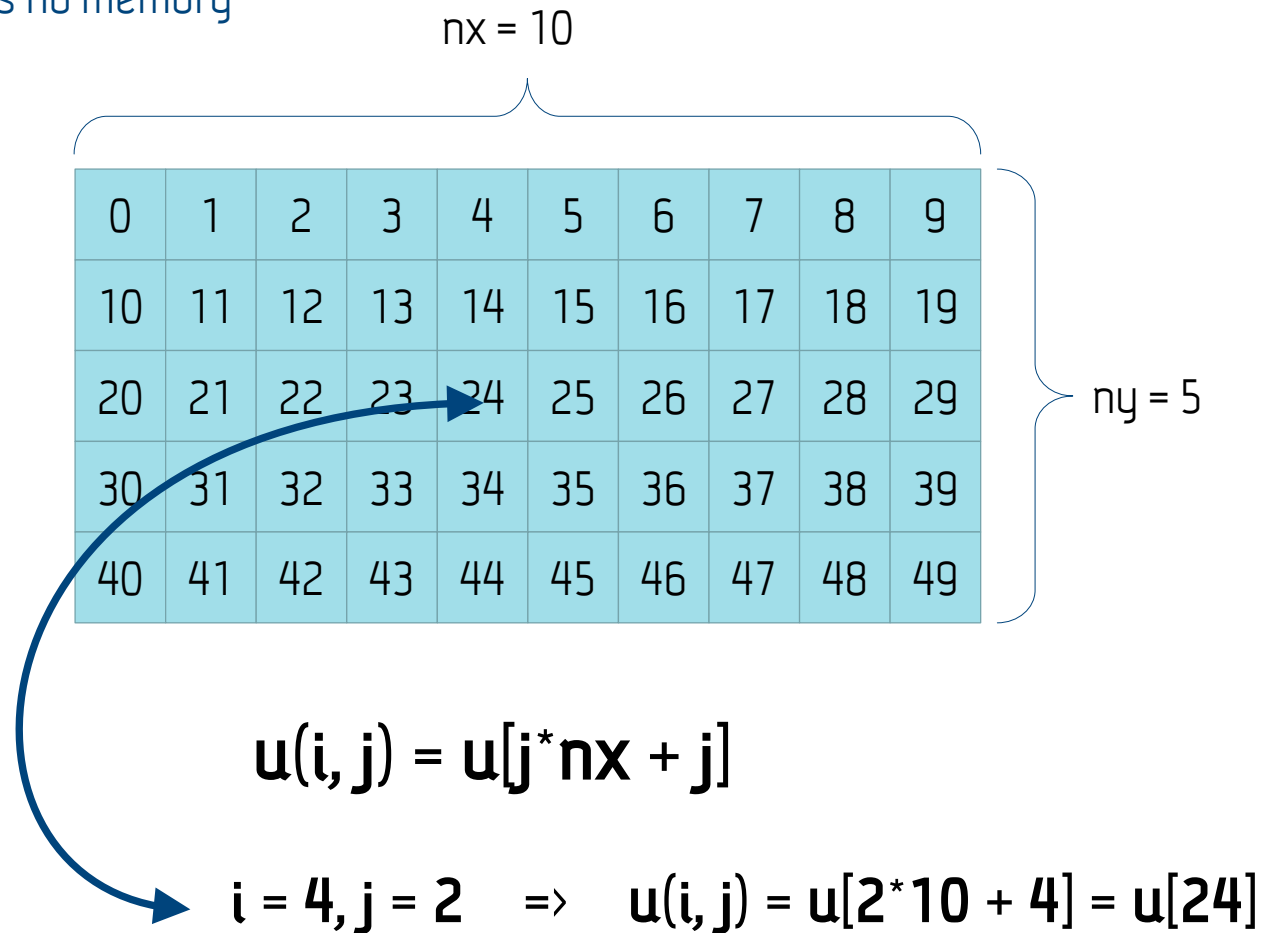 s no memory
nx = 10
0 1 2 3 4 5 6 7 8 9
10 11 12 13 14 15 16 17 18 19
20 21 22 23 24 25 26 27 28 29
ny = 5
30 31 32 33 34 35 36 37 38 39
40 41 42 43 44 45 46 47 48 49
u(i, j) = u[j*nx + j]
i = 4, j = 2 => u(i, j) = u[2*10 + 4] = u[24]